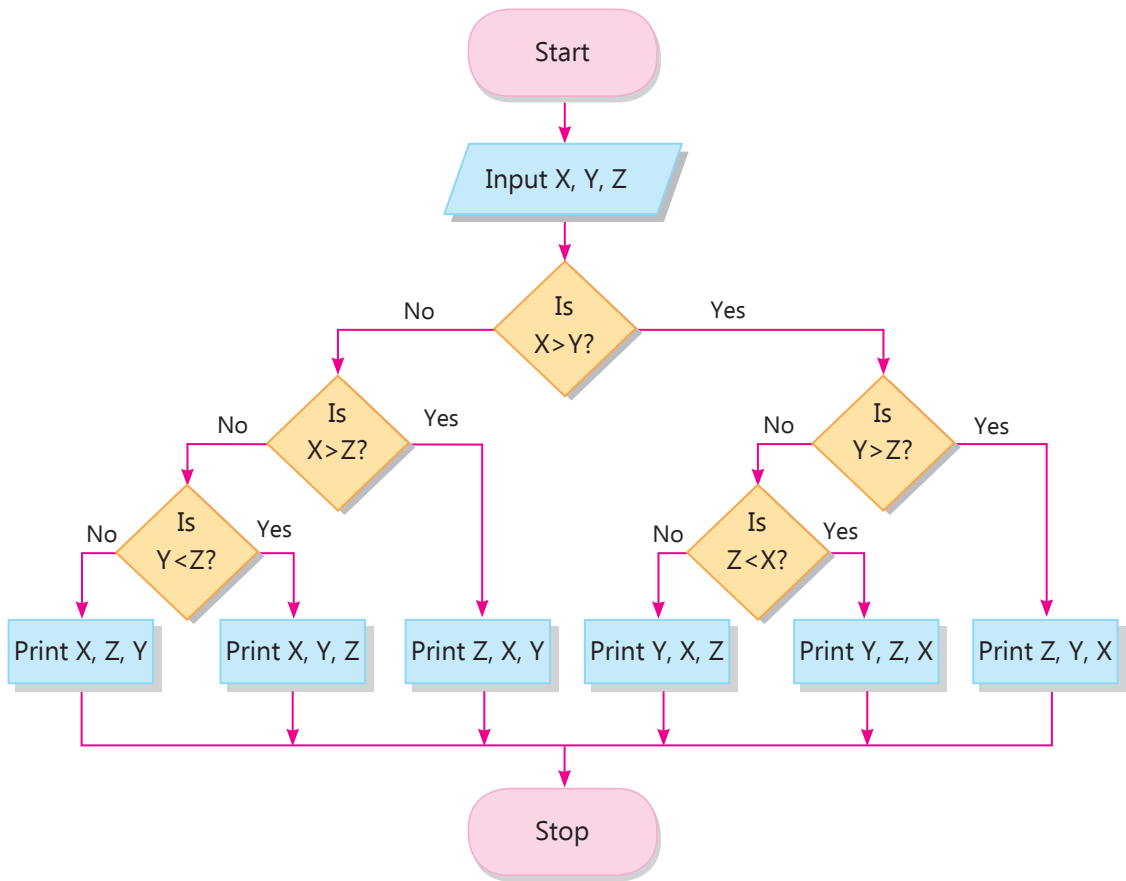 Start
Input X, Y, Z
Is
X>Y?
No
Yes
Is
X>Z?
No
Yes
Is
Y>Z?
No
Yes
Is
Y<Z?
No
Yes
Is
Z<X?
No
Yes
Print X, Z, Y
Print X, Y, Z
Print Z, X, Y
Print Y, X, Z
Print Y, Z, X
Print Z, Y, X
Stop